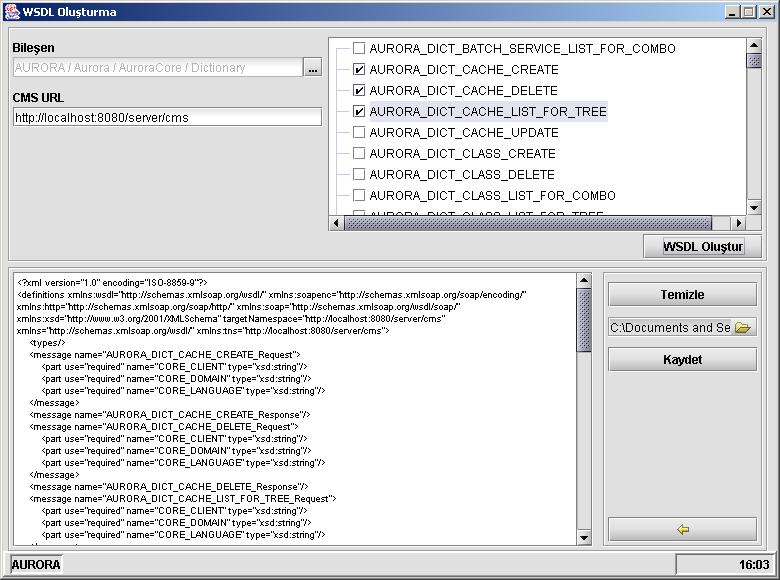 WSDL Oluşturma
Bileşen
AURORA / Aurora / AuroraCore / Dictionary
...
CMS URL
http://localhost:8080/server/cms
AURORA_DICT_BATCH_SERVICE_LIST_FOR_COMBO
AURORA_DICT_CACHE_CREATE
AURORA_DICT_CACHE_DELETE
AURORA_DICT_CACHE_LIST_FOR_TREE
AURORA_DICT_CACHE_UPDATE
AURORA_DICT_CLASS_CREATE
AURORA_DICT_CLASS_DELETE
AURORA_DICT_CLASS_LIST_FOR_COMBO
AURORA_DICT_CLASS_LIST_FOR_TREE
WSDL Oluştur
<?xml version="1.0" encoding="ISO-8859-9"?>
<definitions xmlns:wsdl="http://schemas.xmlsoap.org/wsdl/" xmlns:soapenc="http://schemas.xmlsoap.org/soap/encoding/"
xmlns:http="http://schemas.xmlsoap.org/soap/http/" xmlns:soap="http://schemas.xmlsoap.org/wsdl/soap/"
xmlns:xsd="http://www.w3.org/2001/XMLSchema" targetNamespace="http://localhost:8080/server/cms"
xmlns="http://schemas.xmlsoap.org/wsdl/" xmlns:tns="http://localhost:8080/server/cms">
<types/>
<message name="AURORA_DICT_CACHE_CREATE_Request">
<part use="required" name="CORE_CLIENT" type="xsd:string"/>
<part use="required" name="CORE_DOMAIN" type="xsd:string"/>
<part use="required" name="CORE_LANGUAGE" type="xsd:string"/>
</message>
<message name="AURORA_DICT_CACHE_CREATE_Response"/>
<message name="AURORA_DICT_CACHE_DELETE_Request">
<part use="required" name="CORE_CLIENT" type="xsd:string"/>
<part use="required" name="CORE_DOMAIN" type="xsd:string"/>
<part use="required" name="CORE_LANGUAGE" type="xsd:string"/>
</message>
<message name="AURORA_DICT_CACHE_DELETE_Response"/>
<message name="AURORA_DICT_CACHE_LIST_FOR_TREE_Request">
<part use="required" name="CORE_CLIENT" type="xsd:string"/>
<part use="required" name="CORE_DOMAIN" type="xsd:string"/>
<part use="required" name="CORE_LANGUAGE" type="xsd:string"/>
Temizle
C:\Documents and Se
Kaydet
AURORA
16:03